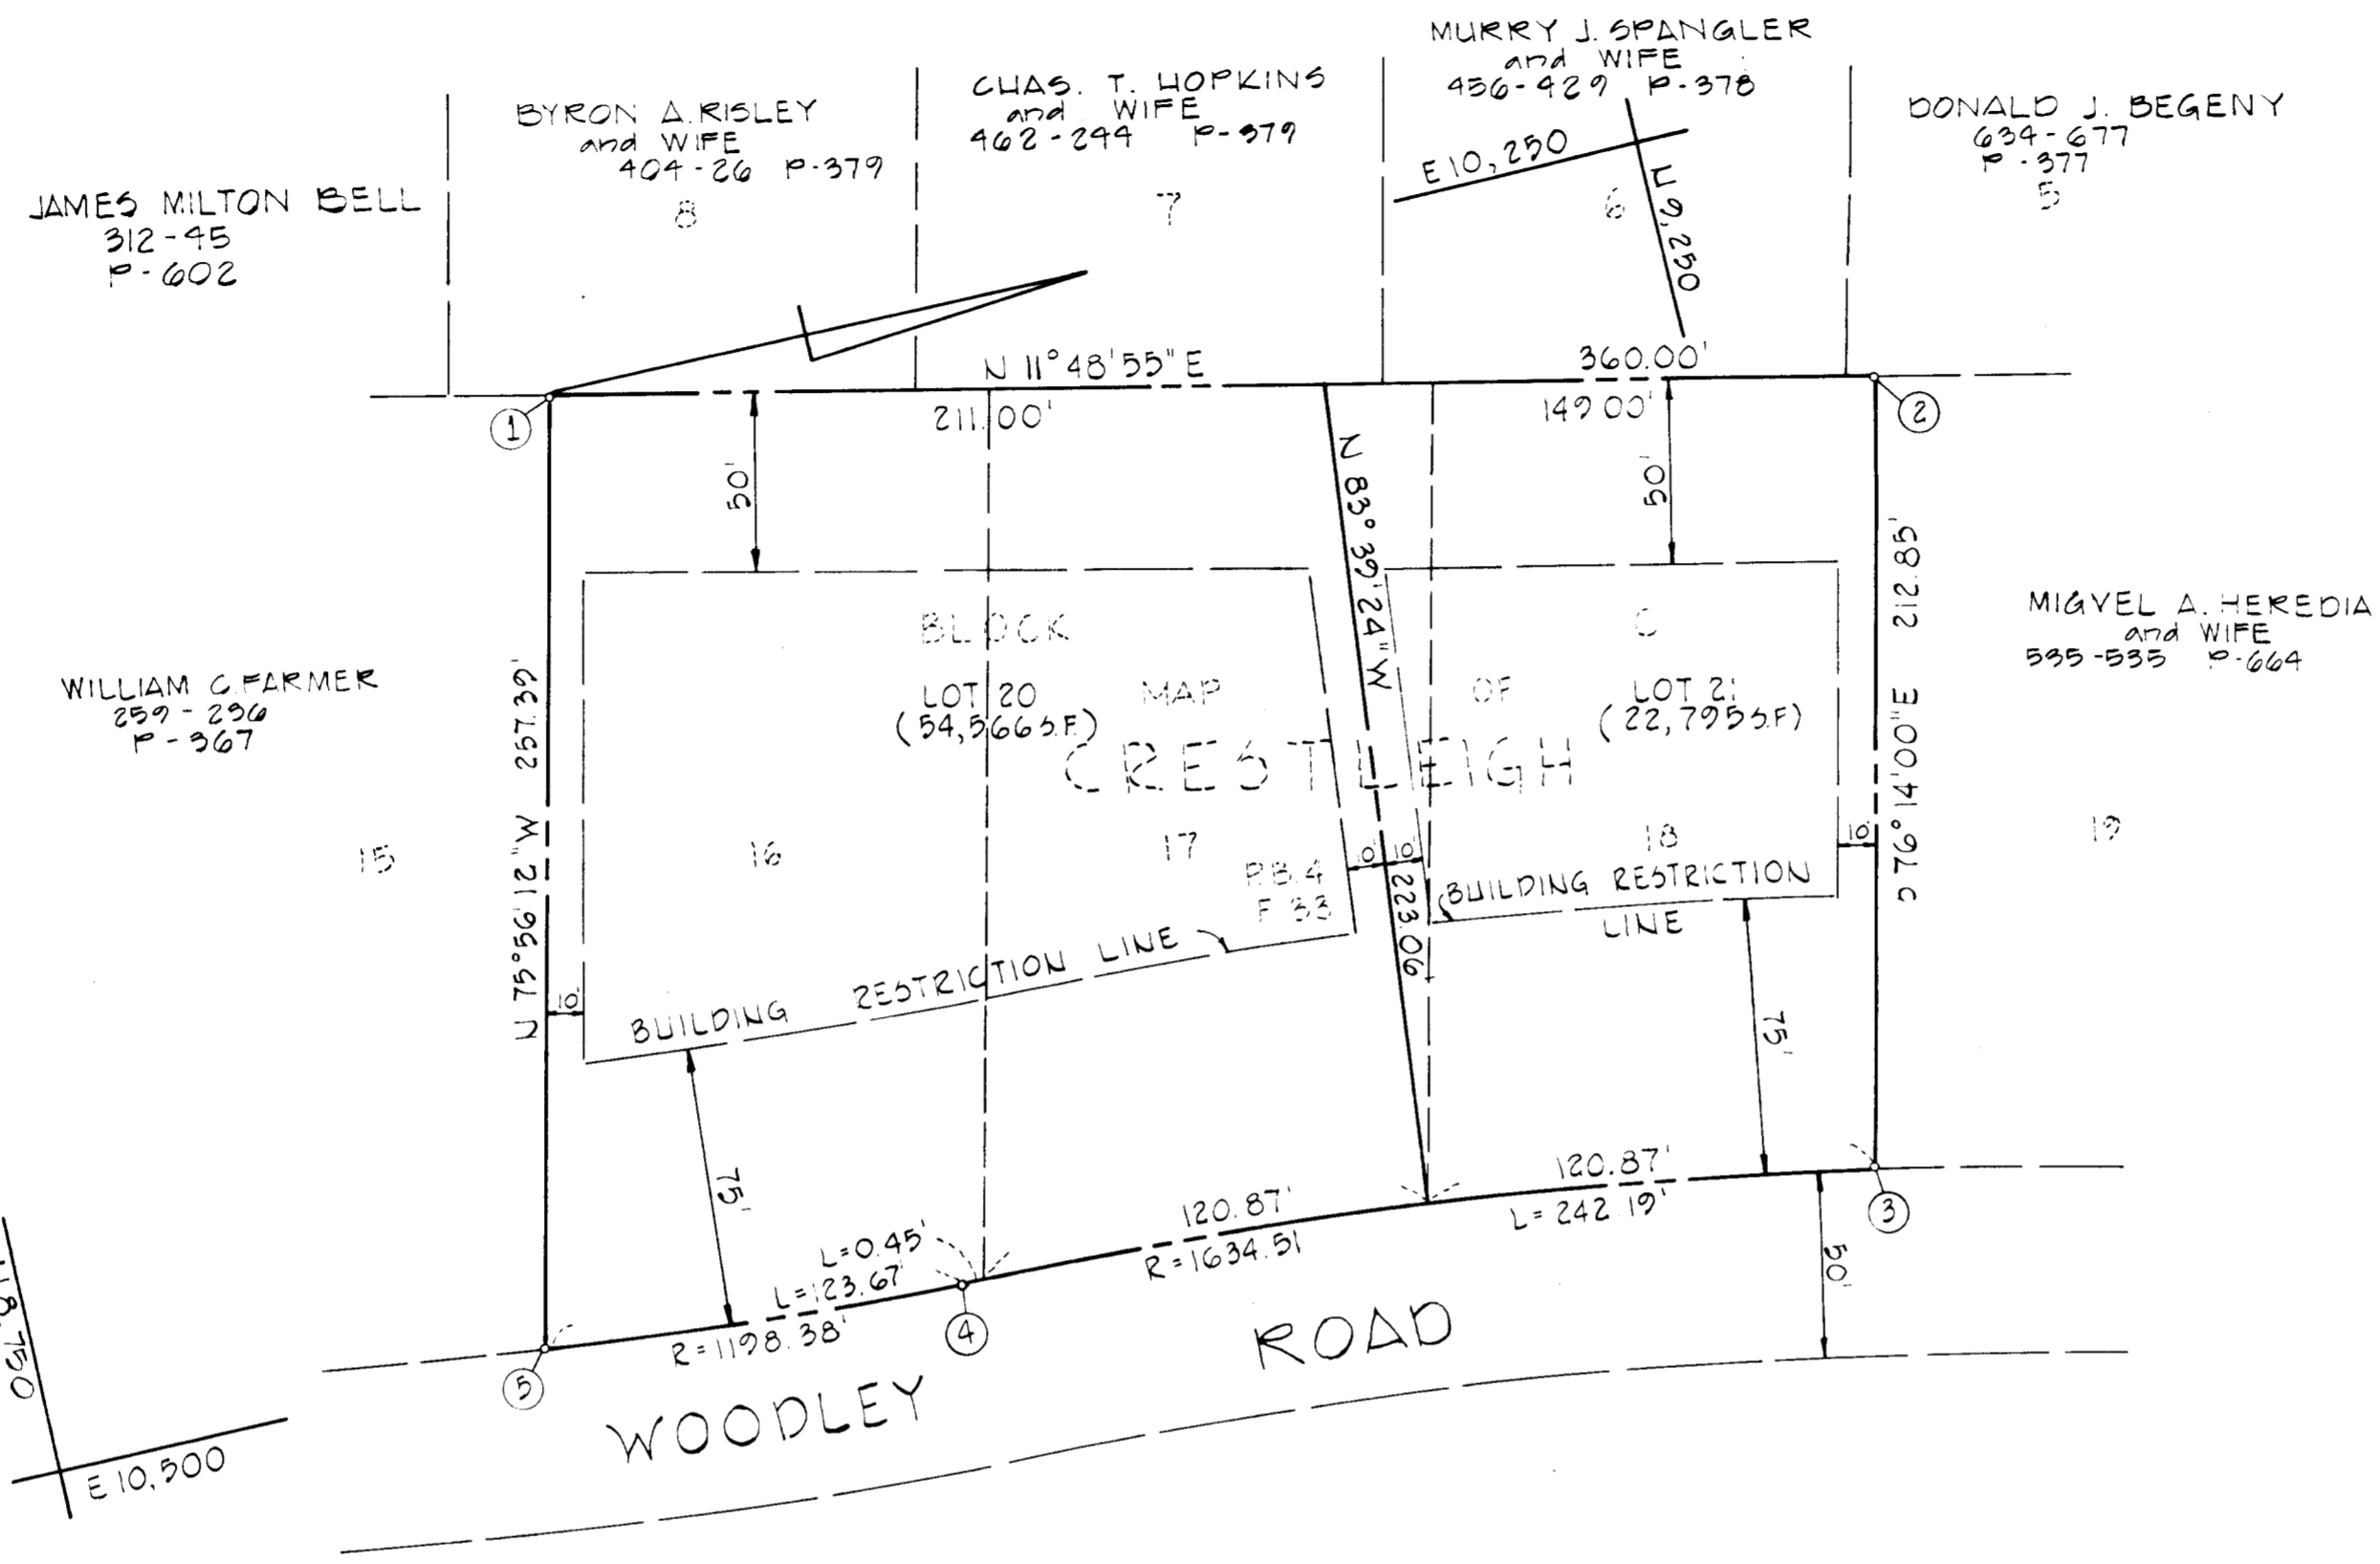 MURRY J. SPANGLER
and WIFE
456-429 P-378
CHAS. T. HOPKINS
and WIFE
462-244 P-379
BYRON A. RISLEY
and WIFE
404-26 P-379
DONALD J. BEGENY
634-677
P-377
5
JAMES MILTON BELL
312-45
P-602
8
7
6
E 10,250
N 9,250
N 11°48'55" E
360.00'
211.00'
149.00'
1
2
50'
50'
N 83°39'24" W
223.06
BLOCK C
LOT 20
(54,566 S.F.)
MAP OF
LOT 21
(22,795 S.F)
CRESTLEIGH
WILLIAM C. FARMER
259-296
P-367
N 75°56'12" W 257.39'
MIGVEL A. HEREDIA
and WIFE
535-535 P-664
S 76°14'00" E 212.85'
15
16
17
18
19
P.B. 4
F 33
10'
10'
10'
10'
BUILDING RESTRICTION
LINE
BUILDING RESTRICTION LINE
75'
75'
120.87'
L=242.19'
120.87'
R=1634.51
L=0.45'
L=123.67'
R=1198.38'
3
4
5
50'
WOODLEY ROAD
8,750
E 10,500